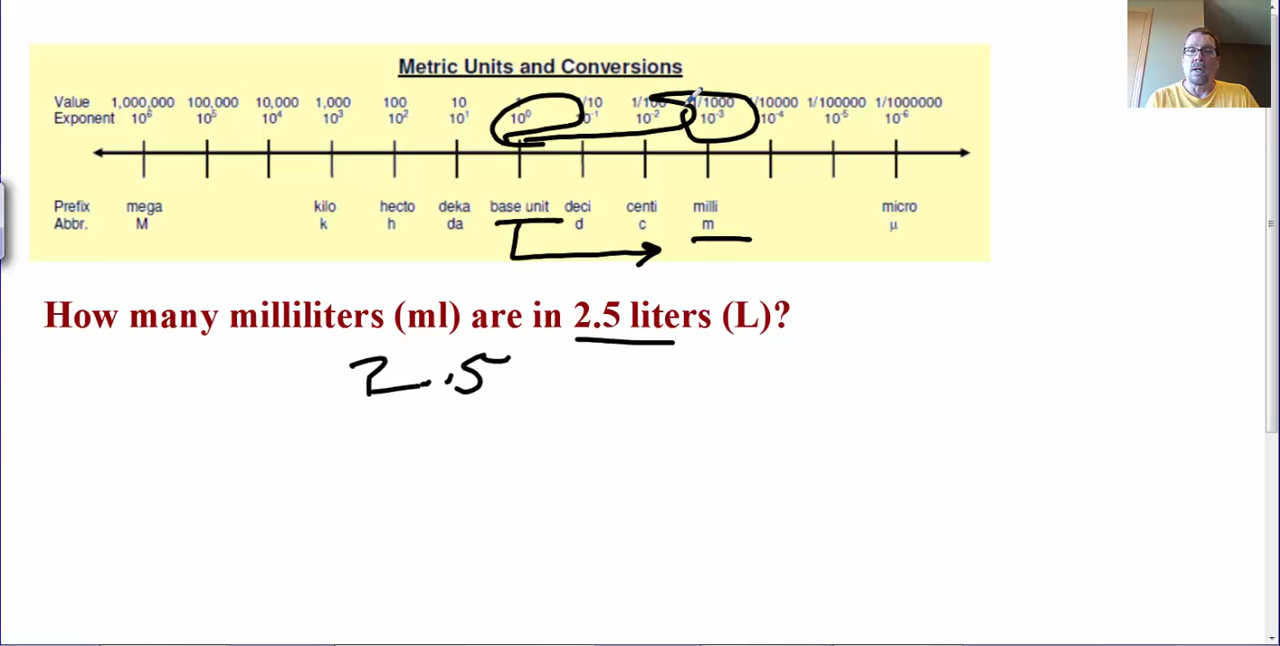 Metric Units and Conversions
Value 1,000,000 100,000 10,000 1,000 100 10 1 1/10 1/100 1/1000 1/10000 1/100000 1/1000000
Exponent 10⁶ 10⁵ 10⁴ 10³ 10² 10¹ 10⁰ 10⁻¹ 10⁻² 10⁻³ 10⁻⁴ 10⁻⁵ 10⁻⁶
Prefix mega kilo hecto deka base unit deci centi milli micro
Abbr. M k h da d c m μ
How many milliliters (ml) are in 2.5 liters (L)?
2.5